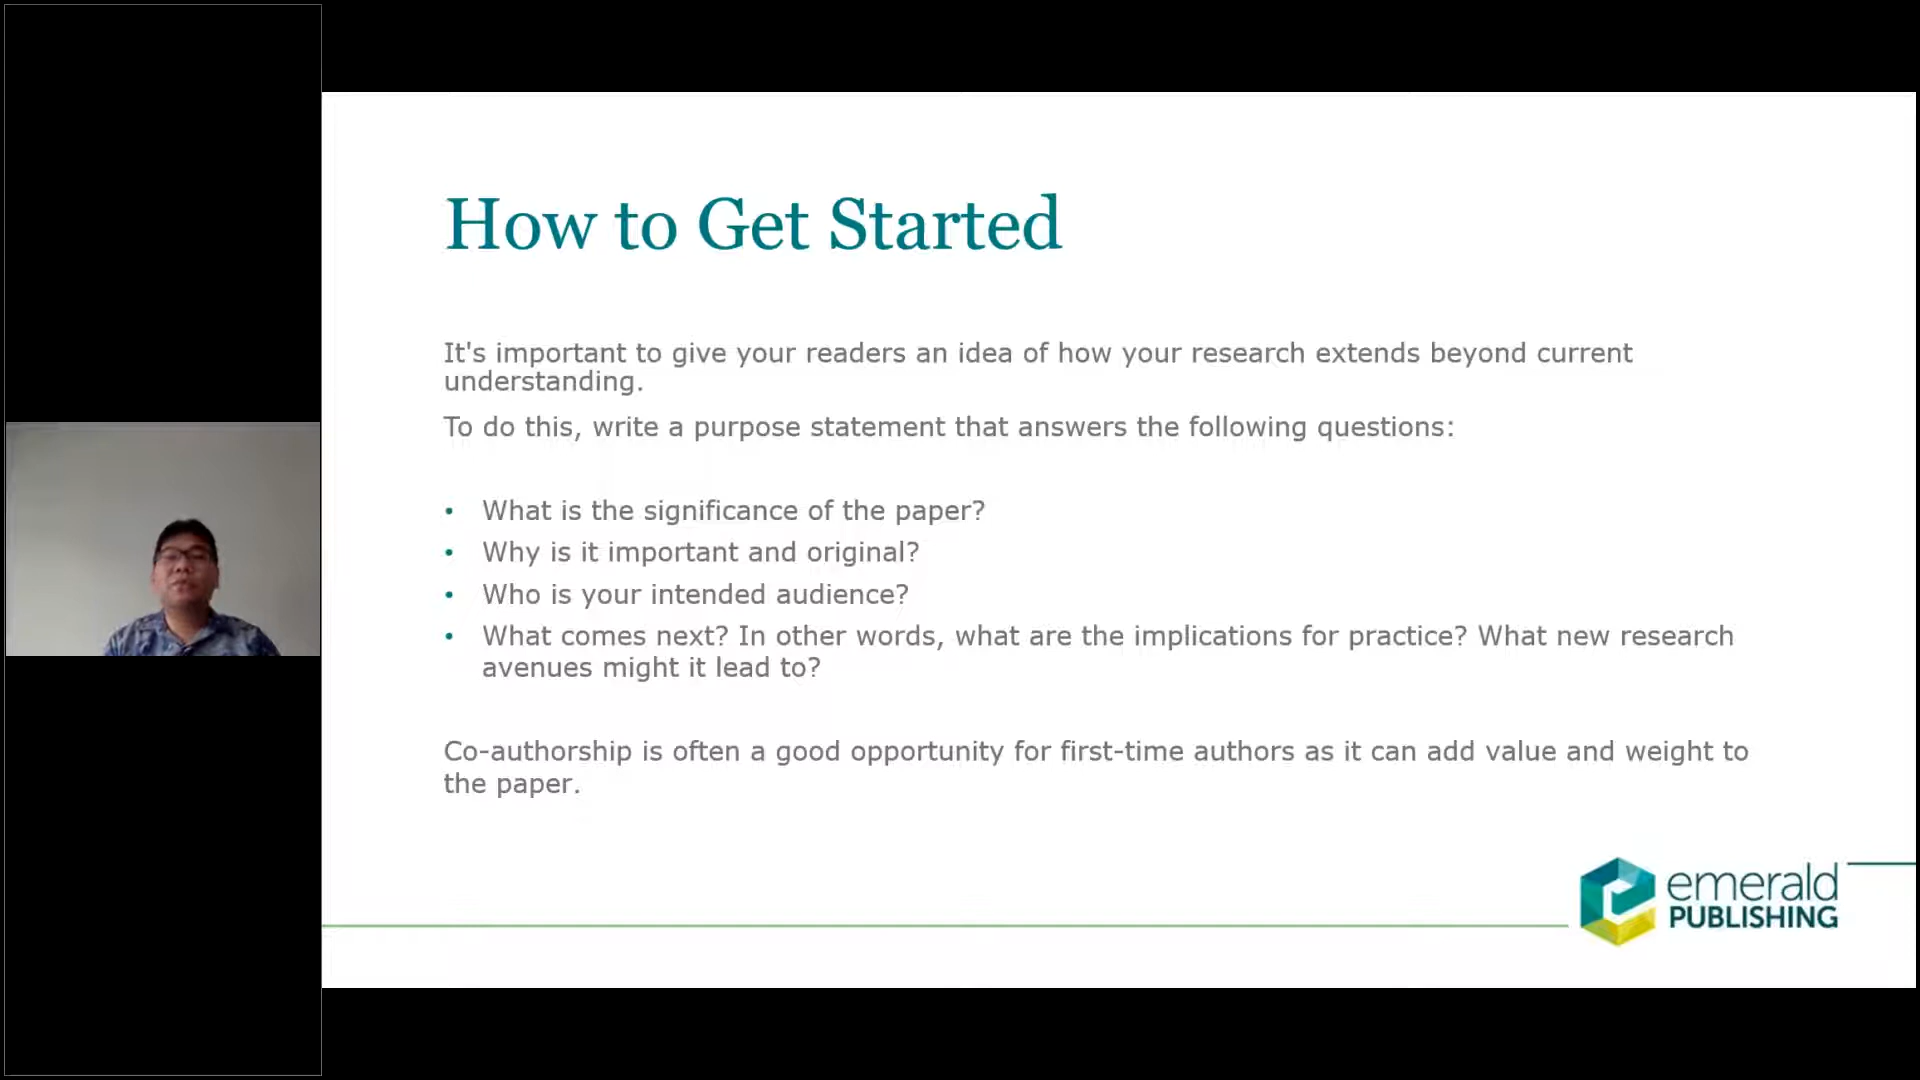 How to Get Started
It's important to give your readers an idea of how your research extends beyond current
understanding.
To do this, write a purpose statement that answers the following questions:
• What is the significance of the paper?
• Why is it important and original?
• Who is your intended audience?
• What comes next? In other words, what are the implications for practice? What new research
avenues might it lead to?
Co-authorship is often a good opportunity for first-time authors as it can add value and weight to
the paper.
emerald
PUBLISHING